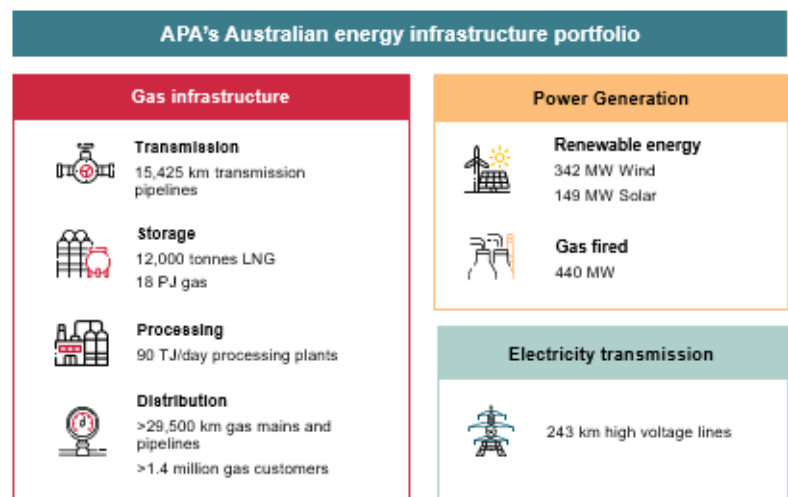 APA's Australian energy infrastructure portfolio
Gas infrastructure
Transmission
15,425 km transmission
pipelines
Storage
12,000 tonnes LNG
18 PJ gas
Processing
90 TJ/day processing plants
Distribution
>29,500 km gas mains and
pipelines
>1.4 million gas customers
Power Generation
Renewable energy
342 MW Wind
149 MW Solar
Gas fired
440 MW
Electricity transmission
243 km high voltage lines